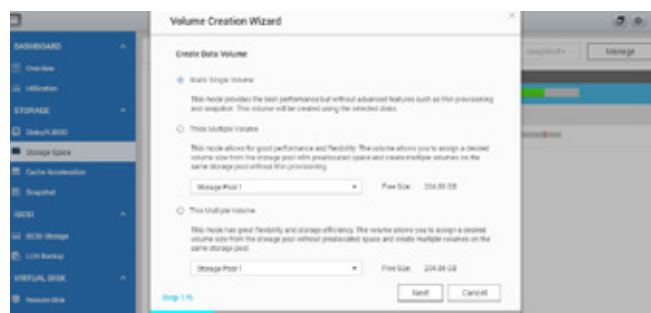 Volume Creation Wizard
DASHBOARD
Overview
Utilization
STORAGE
Disks/VJBOD
Storage Space
Cache Acceleration
Snapshot
iSCSI
iSCSI Storage
LUN Backup
VIRTUAL DISK
Remote Disk
Snapshot
Manage
Create Data Volume
Static Single Volume
This mode provides the best performance but without advanced features such as thin provisioning
and snapshot. This volume will be created using the selected disks.
Thick Multiple Volume
This mode allows for good performance and flexibility. The volume allows you to assign a desired
volume size from the storage pool with preallocated space and create multiple volumes on the
same storage pool without thin provisioning.
Storage Pool 1
Free Size:
Thin Multiple Volume
This mode has great flexibility and storage efficiency. The volume allows you to assign a desired
volume size from the storage pool without preallocated space and create multiple volumes on the
same storage pool.
Storage Pool 1
Free Size:
Step 1/6
Next
Cancel